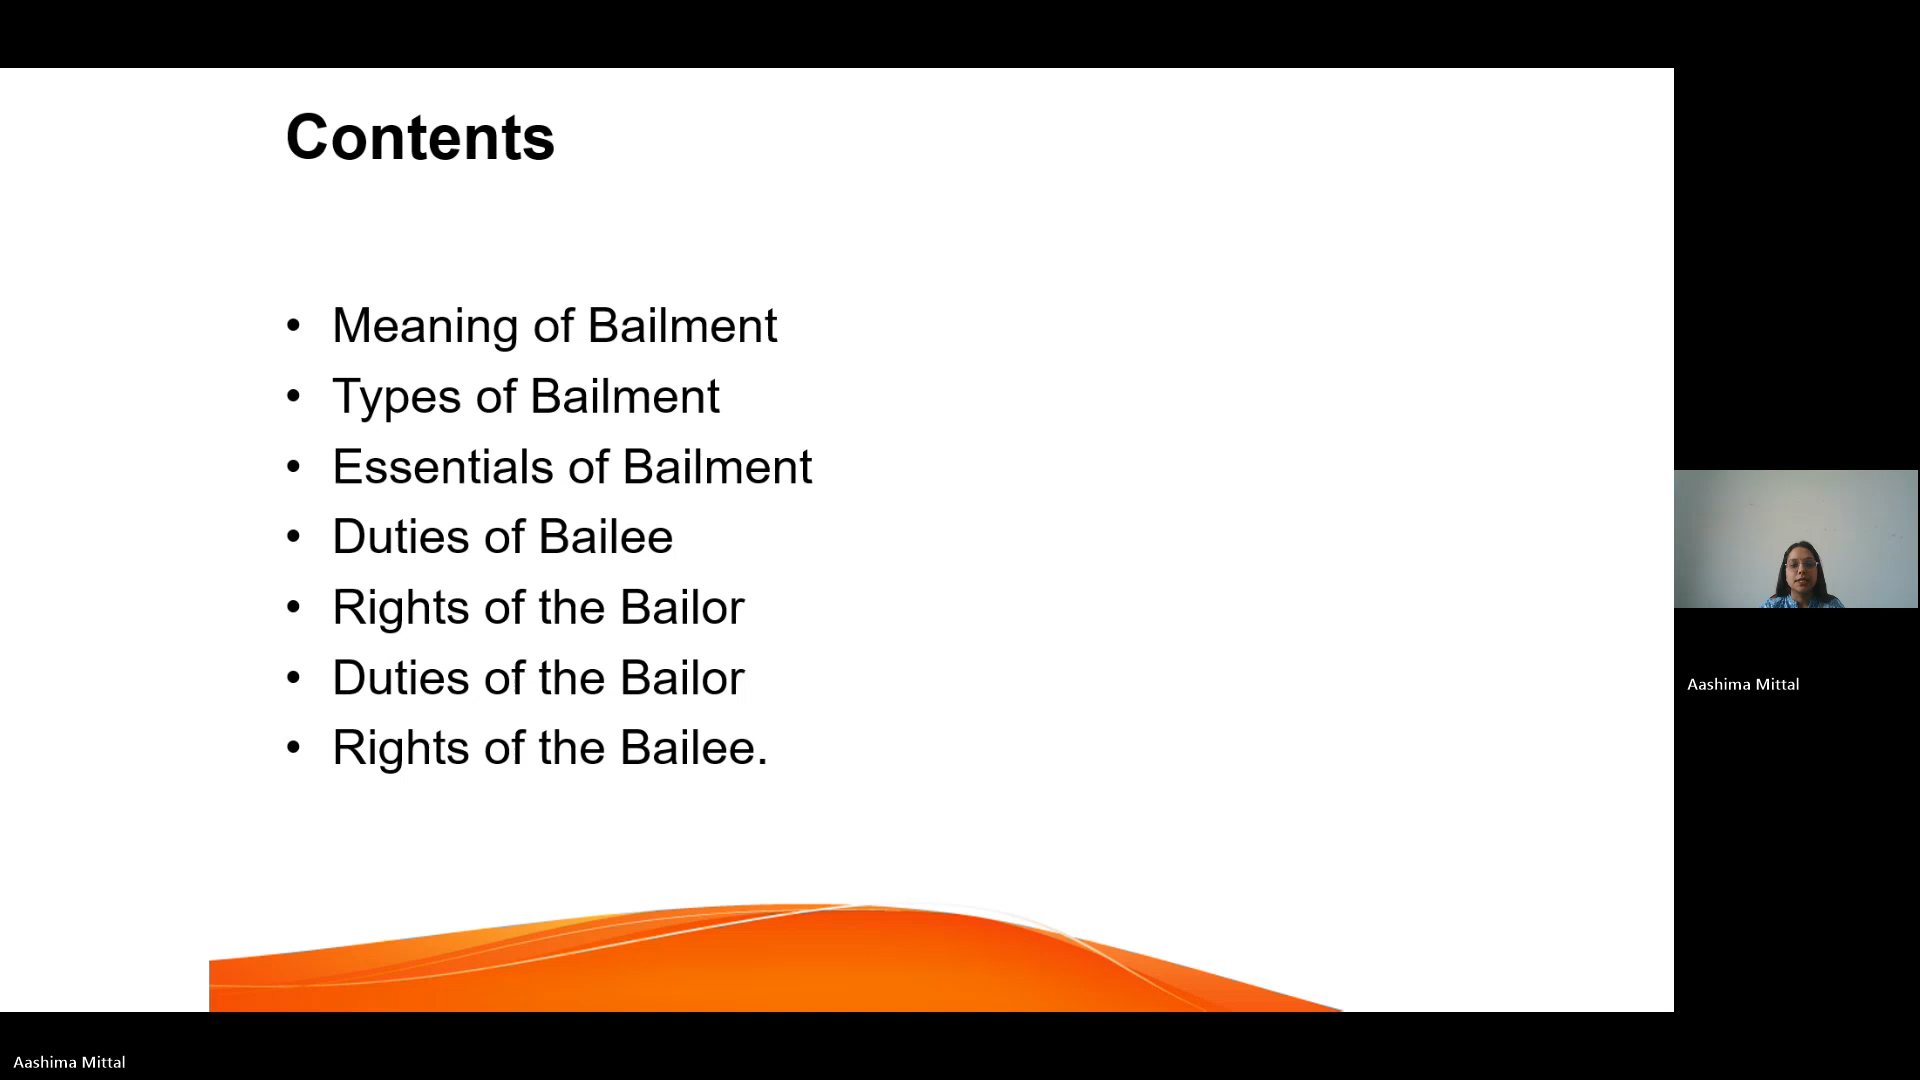 Contents
• Meaning of Bailment
• Types of Bailment
• Essentials of Bailment
• Duties of Bailee
• Rights of the Bailor
• Duties of the Bailor
• Rights of the Bailee.
Aashima Mittal
Aashima Mittal